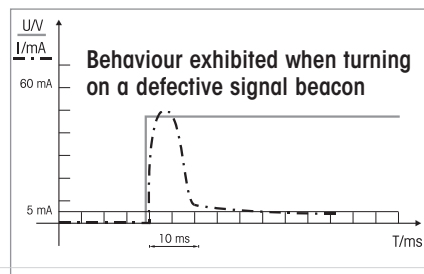 U/V
I/mA
Behaviour exhibited when turning
on a defective signal beacon
60 mA
5 mA
10 ms
T/ms